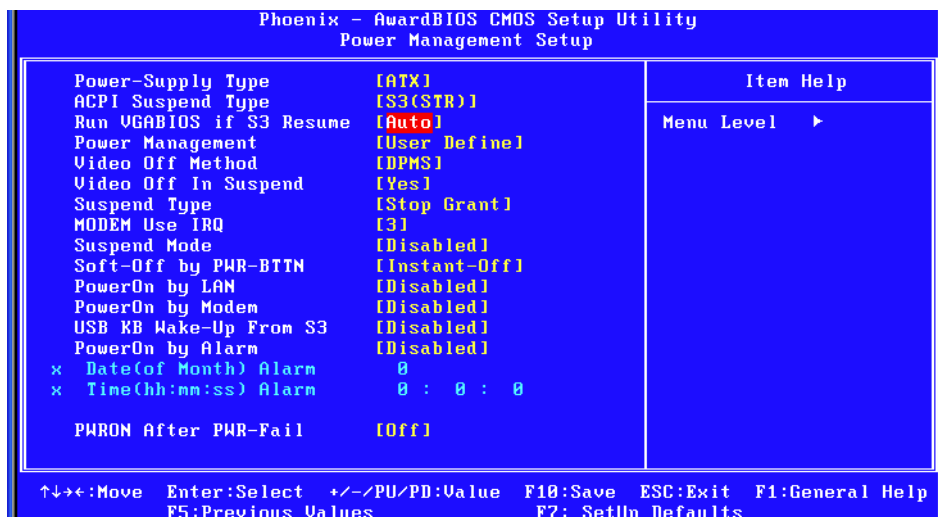 Phoenix - AwardBIOS CMOS Setup Utility
Power Management Setup
Power-Supply Type [ATX]
ACPI Suspend Type [S3(STR)]
Run VGABIOS if S3 Resume [Auto]
Power Management [User Define]
Video Off Method [DPMS]
Video Off In Suspend [Yes]
Suspend Type [Stop Grant]
MODEM Use IRQ [3]
Suspend Mode [Disabled]
Soft-Off by PWR-BTTN [Instant-Off]
PowerOn by LAN [Disabled]
PowerOn by Modem [Disabled]
USB KB Wake-Up From S3 [Disabled]
PowerOn by Alarm [Disabled]
x Date(of Month) Alarm 0
x Time(hh:mm:ss) Alarm 0 : 0 : 0
PWRON After PWR-Fail [Off]
Item Help
Menu Level ►
↑↓→←:Move Enter:Select +/-/PU/PD:Value F10:Save ESC:Exit F1:General Help
F5:Previous Values F7: SetUp Defaults